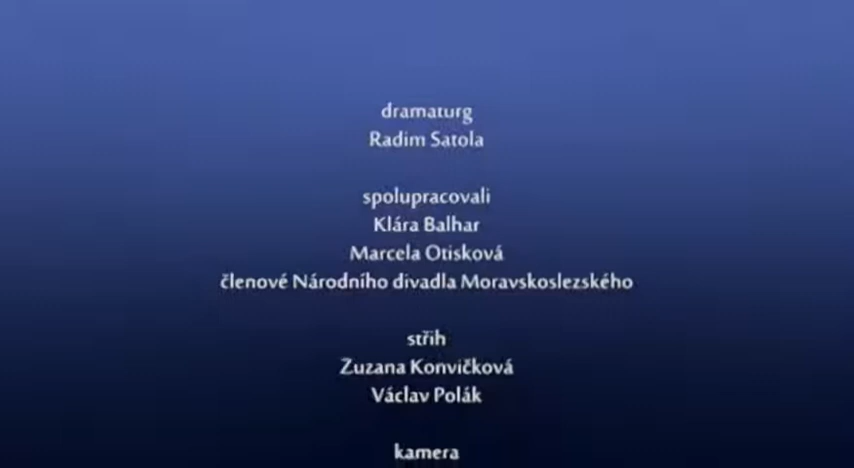 dramaturg
Radim Satola
spolupracovali
Klára Balhar
Marcela Otisková
členové Národního divadla Moravskoslezského
střih
Zuzana Konvičková
Václav Polák
kamera